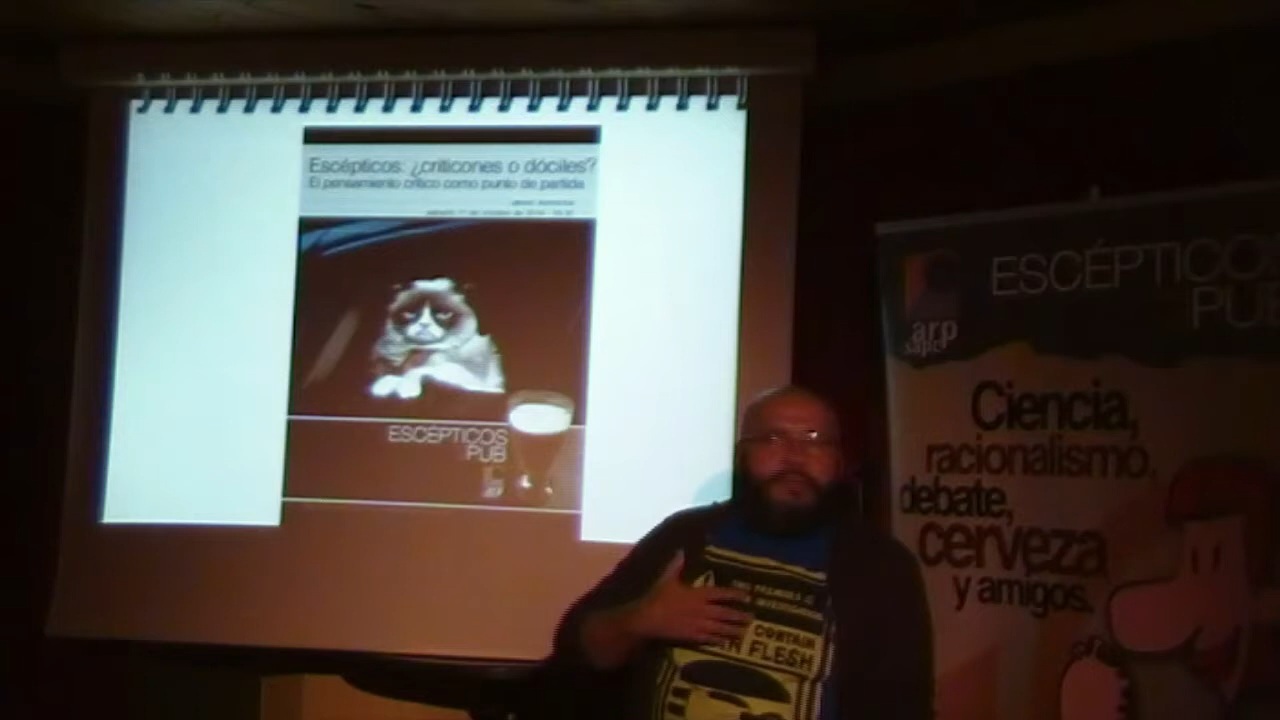 Escépticos: ¿criticones o dóciles?
El pensamiento crítico como punto de partida
ESCÉPTICOS
PUB
ESCÉPTICOS
PUB
arp
sapc
Ciencia,
racionalismo,
debate,
cerveza
y amigos.
CONTAIN
FLESH